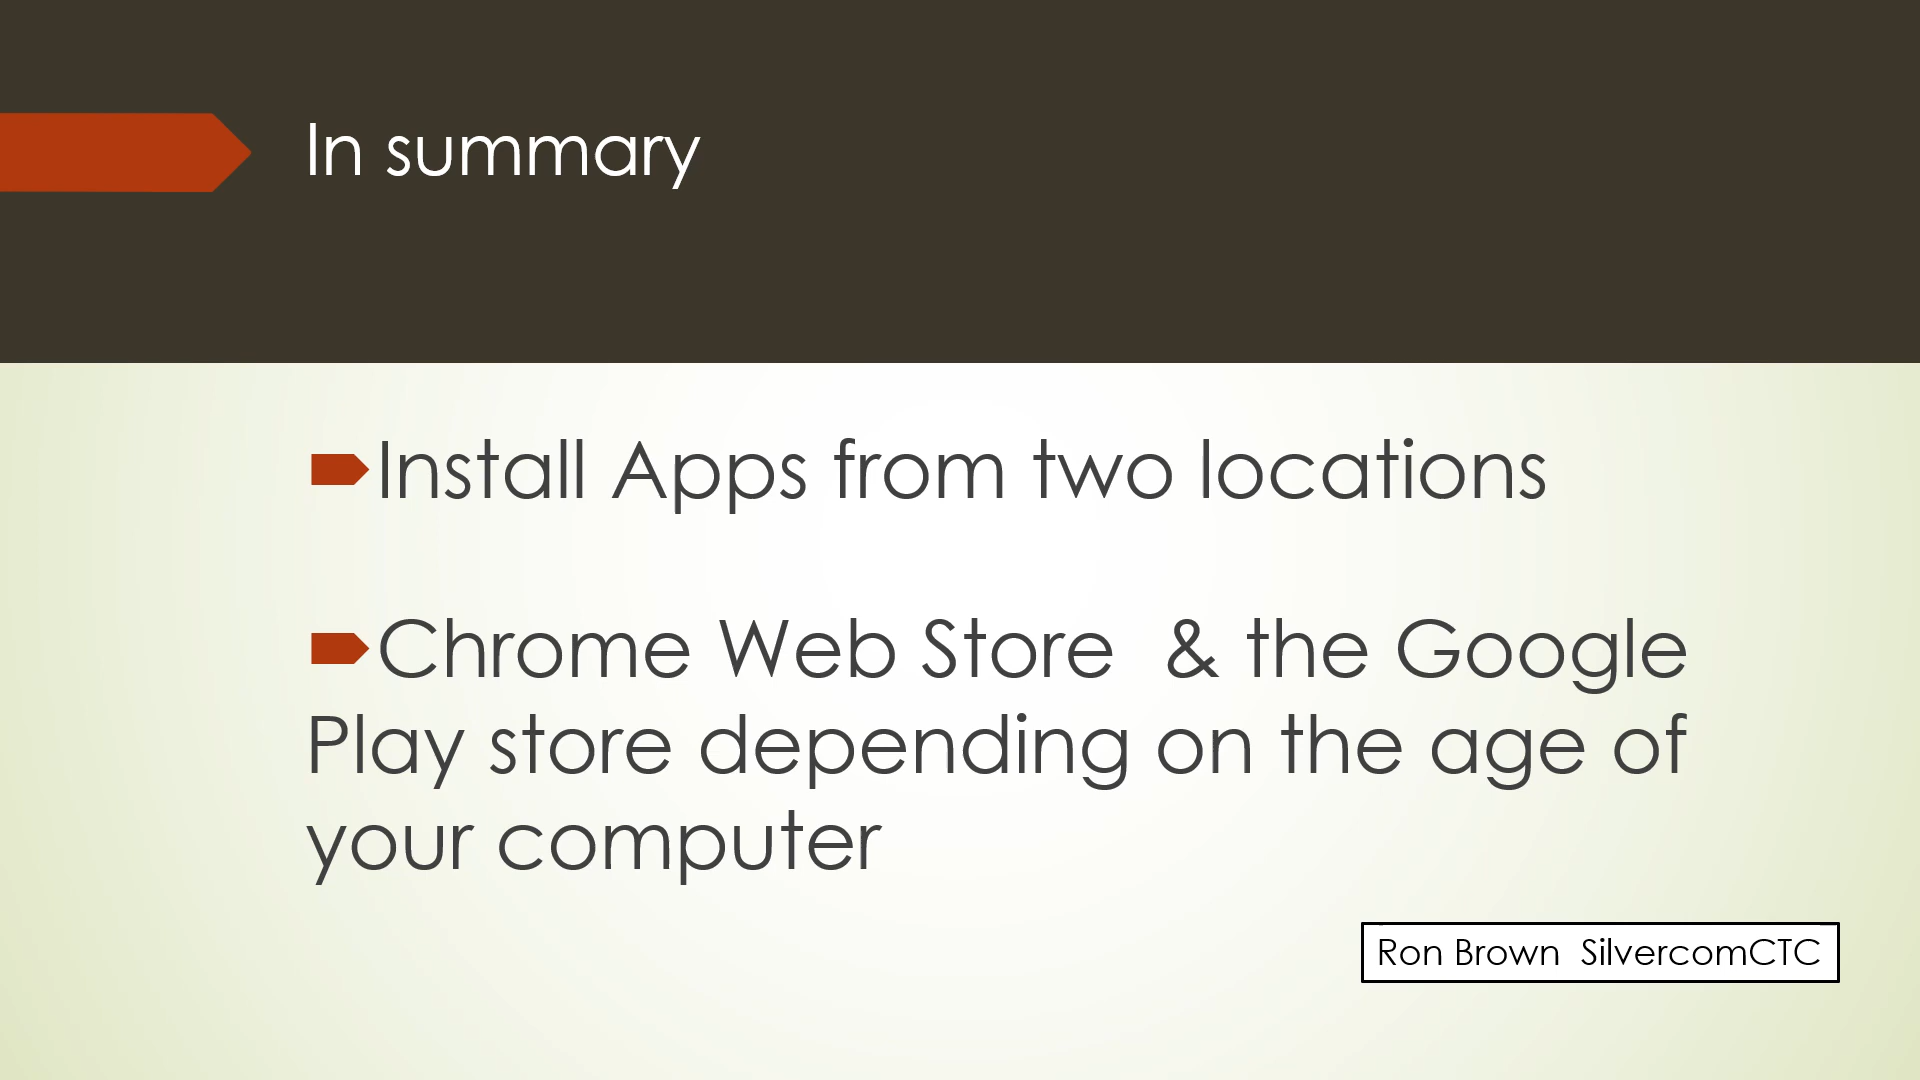 In summary
Install Apps from two locations
Chrome Web Store  & the Google
Play store depending on the age of
your computer
Ron Brown  SilvercomCTC